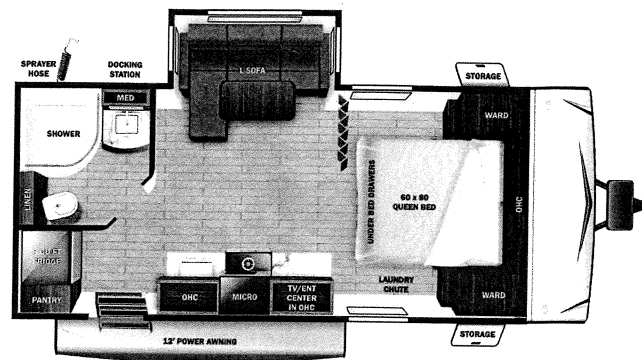 SPRAYER
HOSE
DOCKING
STATION
MED
L SOFA
STORAGE
WARD
SHOWER
UNDER BED DRAWERS
60 x 80
QUEEN BED
OHC
LINEN
FRIDGE
PANTRY
OHC
MICRO
TV/ENT
CENTER
IN OHC
LAUNDRY
CHUTE
WARD
12' POWER AWNING
STORAGE